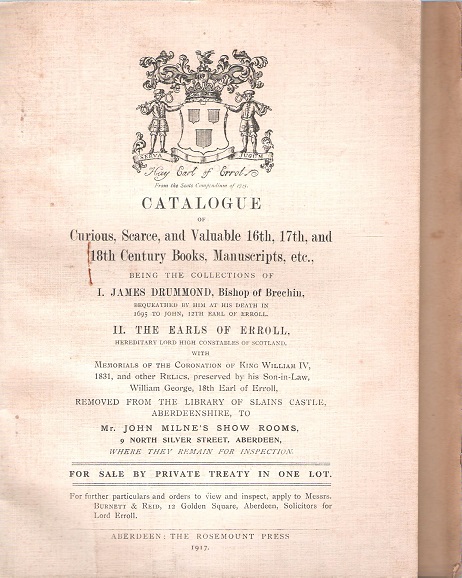 SERVA JUGUM
Hay Earl of Errol
From the Scots Compendium of
CATALOGUE
OF
Curious, Scarce, and Valuable 16th, 17th, and
18th Century Books, Manuscripts, etc.,
BEING THE COLLECTIONS OF
I. JAMES DRUMMOND, Bishop of Brechin,
BEQUEATHED BY HIM AT HIS DEATH IN
1695 TO JOHN, 12TH EARL OF ERROLL.
II. THE EARLS OF ERROLL,
HEREDITARY LORD HIGH CONSTABLES OF SCOTLAND,
WITH
MEMORIALS OF THE CORONATION OF KING WILLIAM IV,
1831, and other RELICS, preserved by his Son-in-Law,
William George, 18th Earl of Erroll,
REMOVED FROM THE LIBRARY OF SLAINS CASTLE,
ABERDEENSHIRE, TO
Mr. JOHN MILNE'S SHOW ROOMS,
9 NORTH SILVER STREET, ABERDEEN,
WHERE THEY REMAIN FOR INSPECTION.
FOR SALE BY PRIVATE TREATY IN ONE LOT.
For further particulars and orders to view and inspect, apply to Messrs.
BURNETT & REID, 12 Golden Square, Aberdeen, Solicitors for
Lord Erroll.
ABERDEEN: THE ROSEMOUNT PRESS
1917.